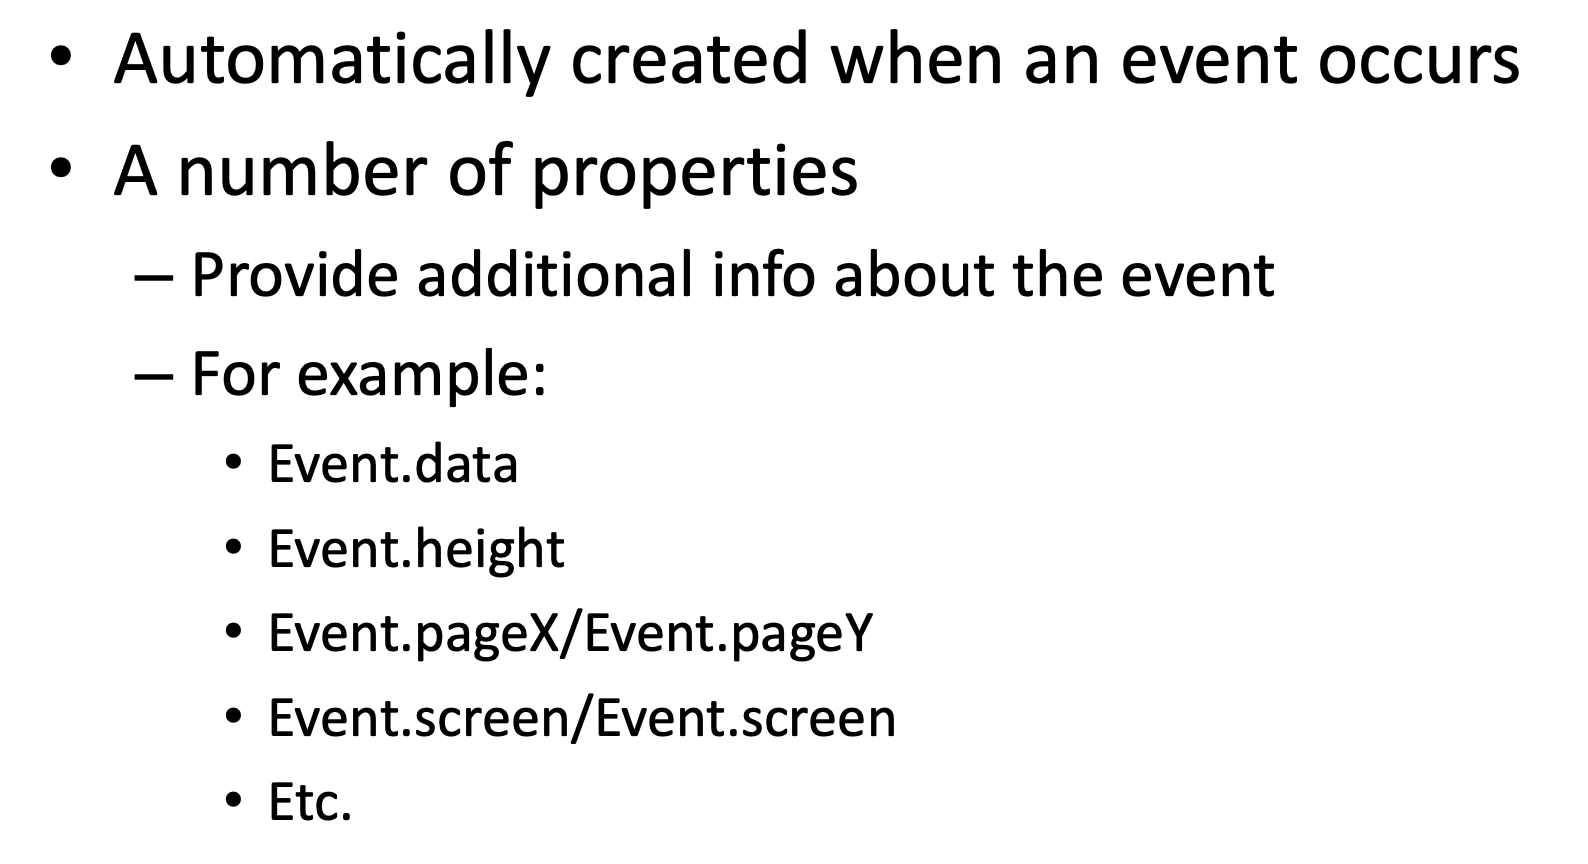 • Automatically created when an event occurs
• A number of properties
– Provide additional info about the event
– For example:
• Event.data
• Event.height
• Event.pageX/Event.pageY
• Event.screen/Event.screen
• Etc.